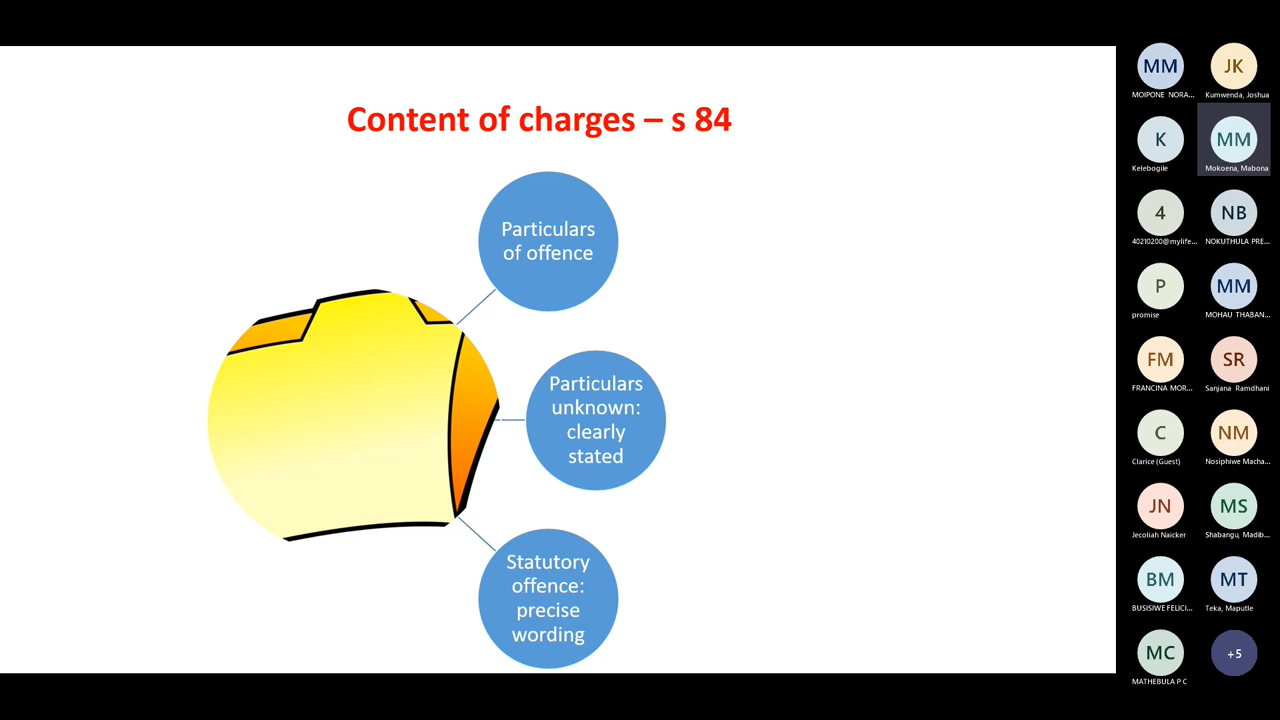 Content of charges – s 84
Particulars
of offence
Particulars
unknown:
clearly
stated
Statutory
offence:
precise
wording
MM
MOIPONE NORA...
JK
Kumwenda, Joshua
K
Kelebogile
MM
Mokoena, Mabona
4
40210200@mylife...
NB
NOKUTHULA PRE...
P
promise
MM
MOHAU THABAN...
FM
FRANCINA MOR...
SR
Sanjana Ramdhani
C
Clarice (Guest)
NM
Nosiphiwe Macha...
JN
Jecoliah Naicker
MS
Shabangu, Madib...
BM
BUSISIWE FELICI...
MT
Teka, Maputle
MC
MATHEBULA P C
+5